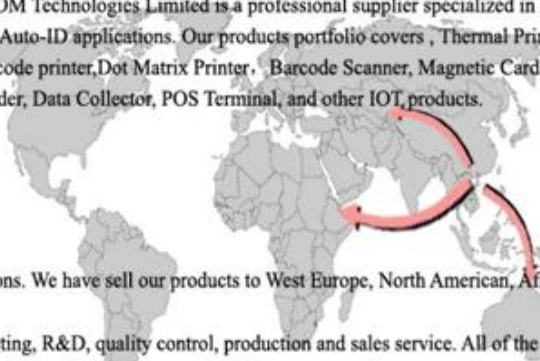 OM Technologies Limited is a professional supplier specialized in
Auto-ID applications. Our products portfolio covers , Thermal Prin
code printer,Dot Matrix Printer， Barcode Scanner, Magnetic Card
der, Data Collector, POS Terminal, and other IOT products.
ons. We have sell our products to West Europe, North American, Af
ting, R&D, quality control, production and sales service. All of the